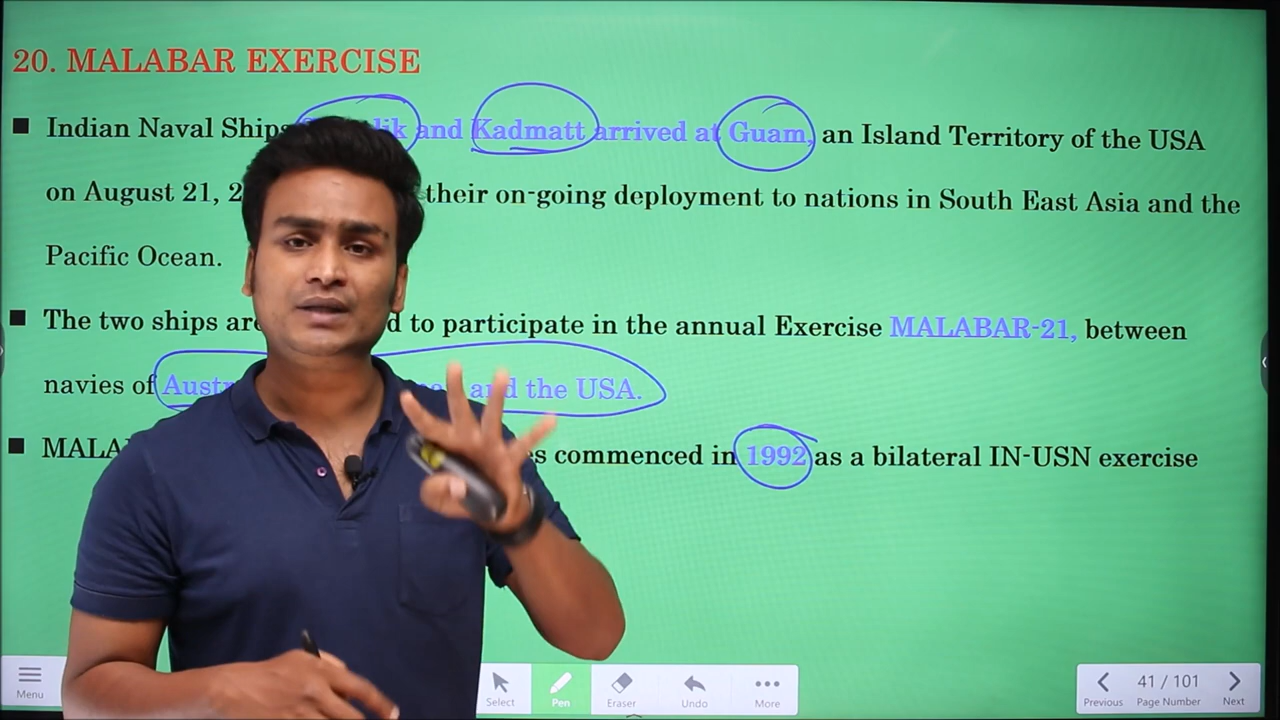 20. MALABAR EXERCISE
■ Indian Naval Ships and Kadmatt arrived at Guam, an Island Territory of the USA
on August 21, 2 their on-going deployment to nations in South East Asia and the
Pacific Ocean.
■ The two ships are to participate in the annual Exercise MALABAR-21, between
navies of and the USA.
■ commenced in 1992 as a bilateral IN-USN exercise
Menu
Select
Pen
Eraser
Undo
More
Previous
41 / 101
Page Number
Next